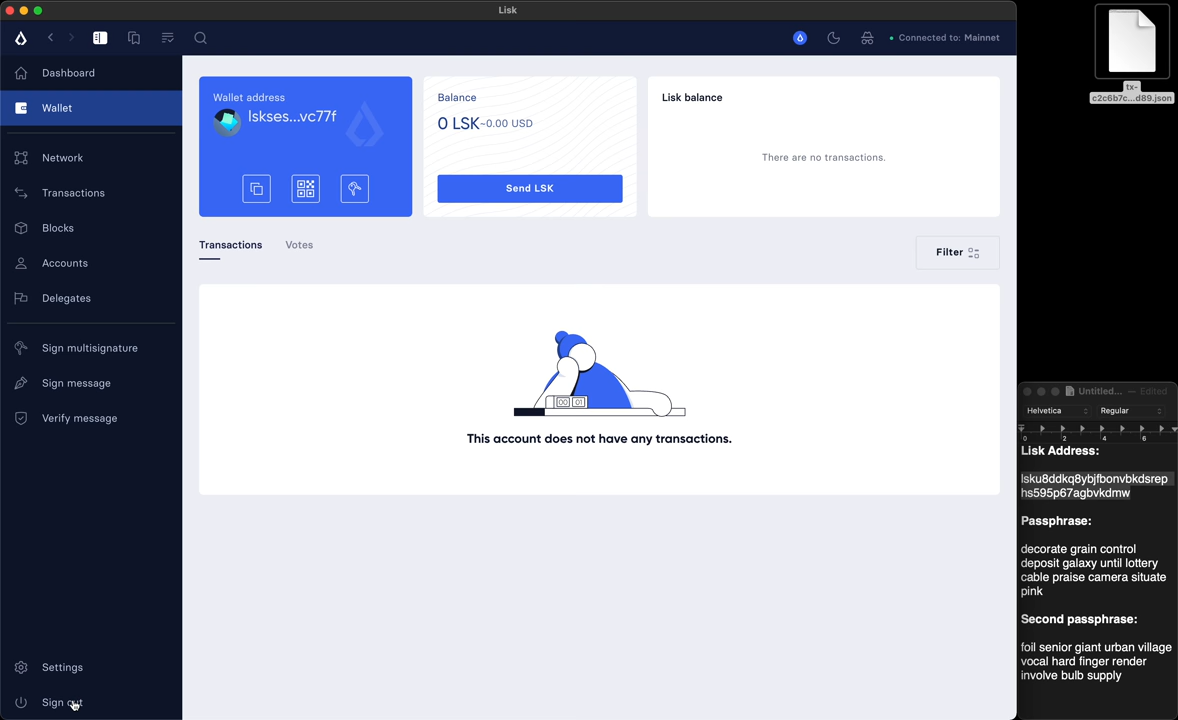 Lisk
Connected to: Mainnet
Dashboard
Wallet
Network
Transactions
Blocks
Accounts
Delegates
Sign multisignature
Sign message
Verify message
Settings
Sign out
Wallet address
lskses...vc77f
Balance
0 LSK~0.00 USD
Send LSK
Lisk balance
There are no transactions.
Transactions
Votes
Filter
00 01
This account does not have any transactions.
tx-
c2c6b7c...d89.json
Untitled... — Edited
Helvetica
Regular
0 2 4 6
Lisk Address:
lsku8ddkq8ybjfbonvbkdsrep
hs595p67agbvkdmw
Passphrase:
decorate grain control
deposit galaxy until lottery
cable praise camera situate
pink
Second passphrase:
foil senior giant urban village
vocal hard finger render
involve bulb supply